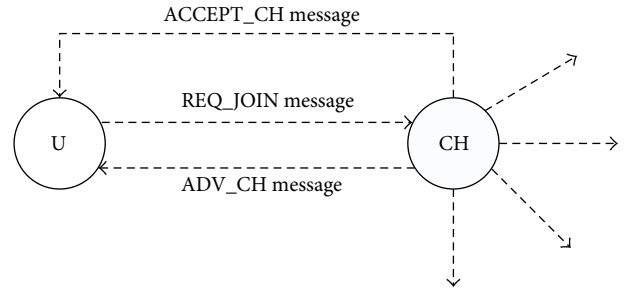 ACCEPT_CH message
REQ_JOIN message
U
CH
ADV_CH message